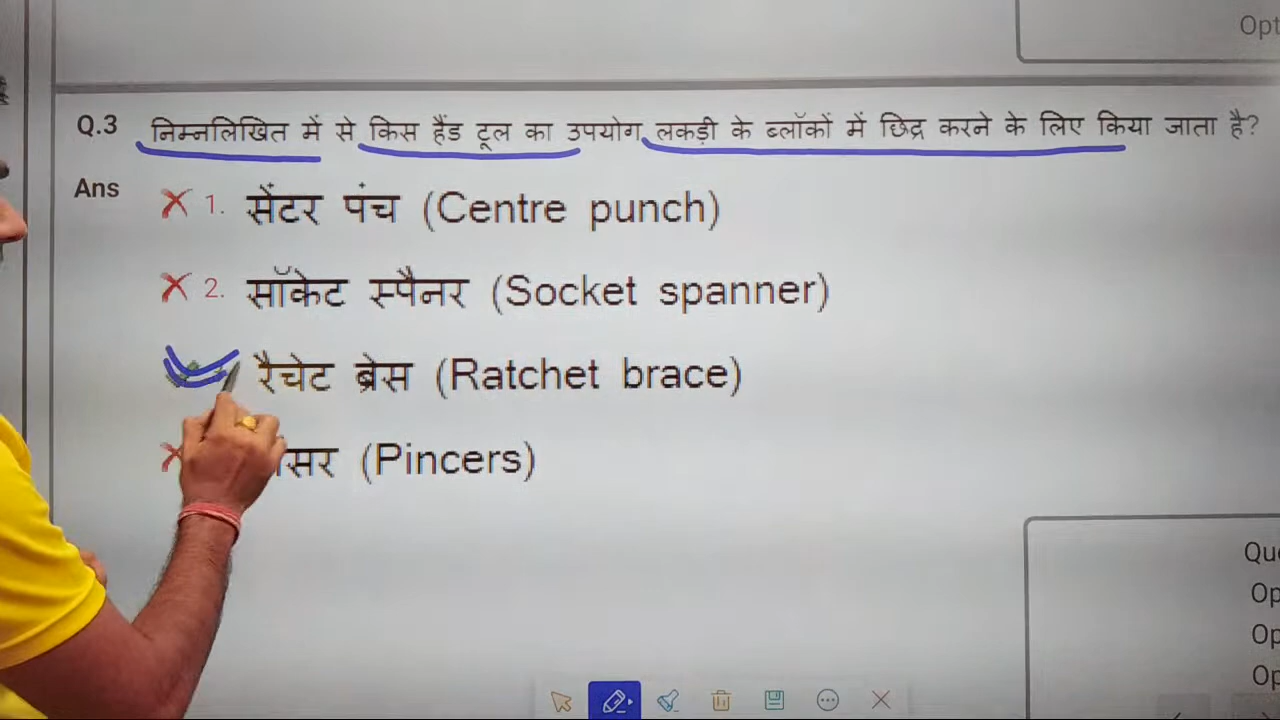 Opt
Q.3 निम्नलिखित में से किस हैंड टूल का उपयोग लकड़ी के ब्लॉकों में छिद्र करने के लिए किया जाता है?
Ans 1. सेंटर पंच (Centre punch)
2. सॉकेट स्पैनर (Socket spanner)
रैचेट ब्रेस (Ratchet brace)
(Pincers)
Que
Op
Op
Op